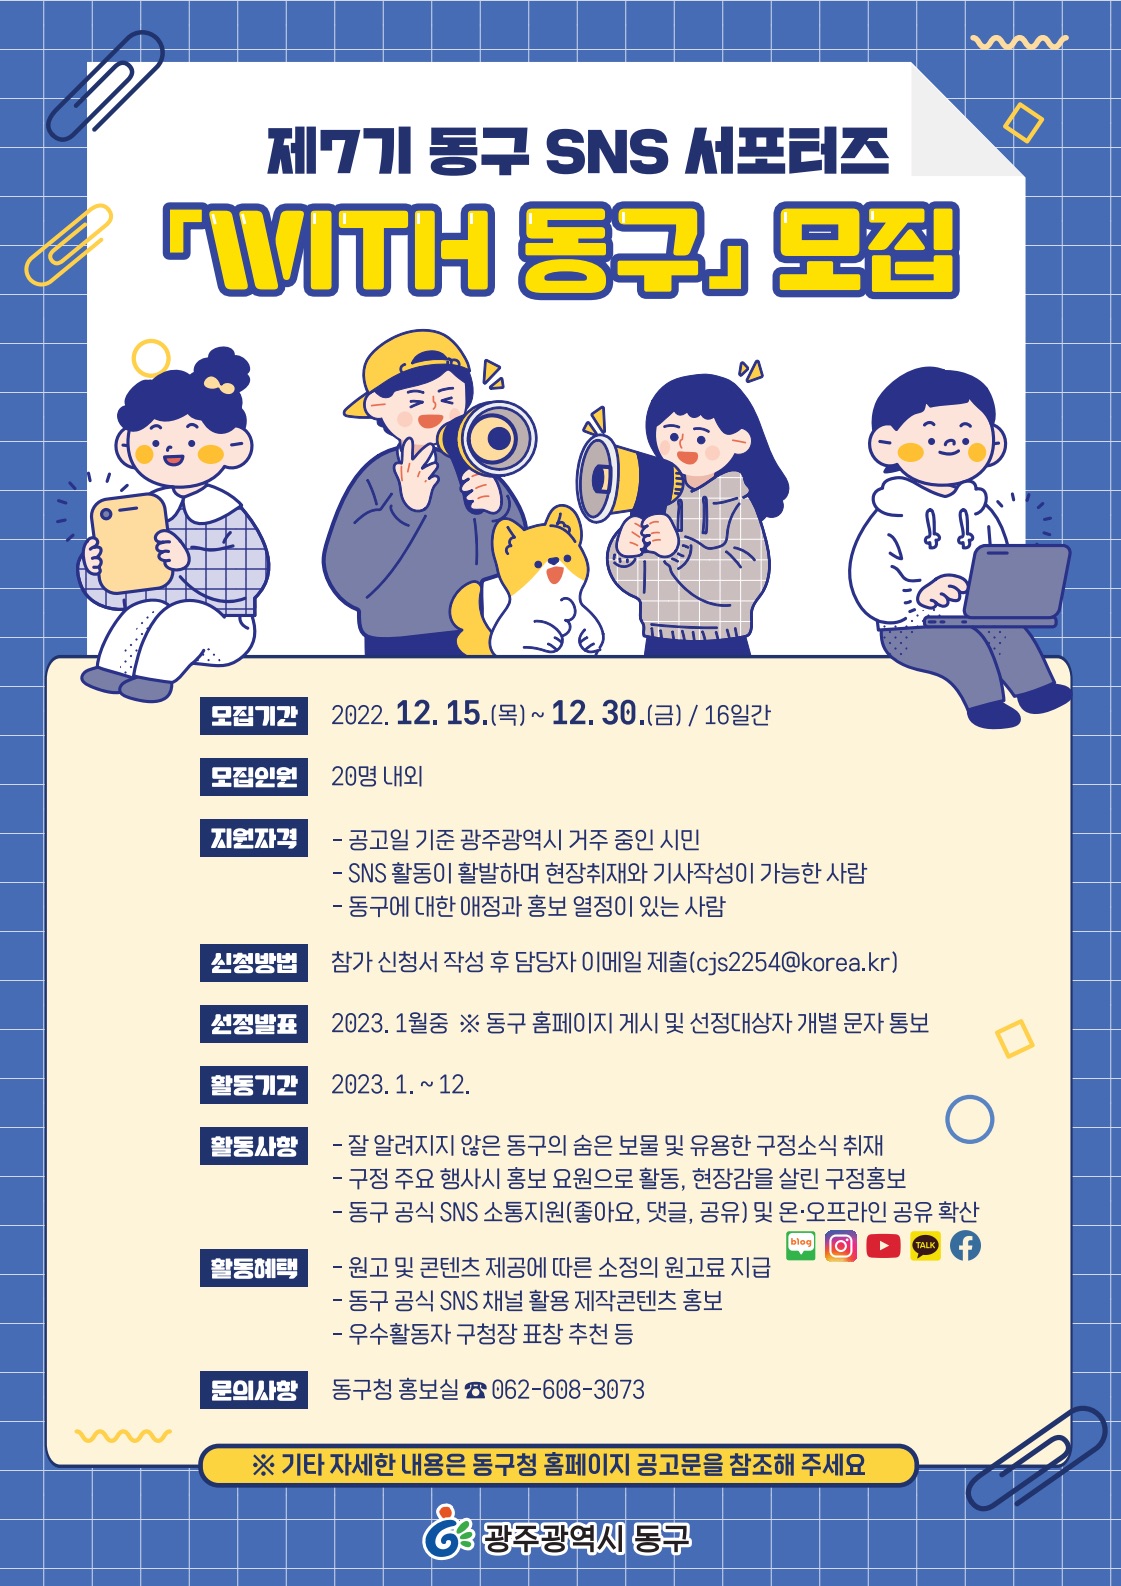 제7기 동구 SNS 서포터즈
「WITH 동구」 모집
모집기간 2022. 12. 15.(목) ~ 12. 30.(금) / 16일간
모집인원 20명 내외
지원자격 - 공고일 기준 광주광역시 거주 중인 시민
- SNS 활동이 활발하며 현장취재와 기사작성이 가능한 사람
- 동구에 대한 애정과 홍보 열정이 있는 사람
신청방법 참가 신청서 작성 후 담당자 이메일 제출(cjs2254@korea.kr)
선정발표 2023. 1월중 ※ 동구 홈페이지 게시 및 선정대상자 개별 문자 통보
활동기간 2023. 1. ~ 12.
활동사항 - 잘 알려지지 않은 동구의 숨은 보물 및 유용한 구정소식 취재
- 구정 주요 행사시 홍보 요원으로 활동, 현장감을 살린 구정홍보
- 동구 공식 SNS 소통지원(좋아요, 댓글, 공유) 및 온·오프라인 공유 확산
blog TALK
활동혜택 - 원고 및 콘텐츠 제공에 따른 소정의 원고료 지급
- 동구 공식 SNS 채널 활용 제작콘텐츠 홍보
- 우수활동자 구청장 표창 추천 등
문의사항 동구청 홍보실 ☎ 062-608-3073
※ 기타 자세한 내용은 동구청 홈페이지 공고문을 참조해 주세요
광주광역시 동구